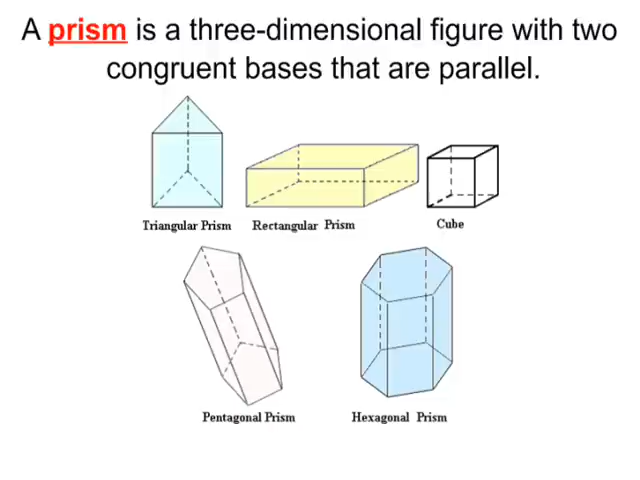 A prism is a three-dimensional figure with two
congruent bases that are parallel.
Triangular Prism
Rectangular Prism
Cube
Pentagonal Prism
Hexagonal Prism